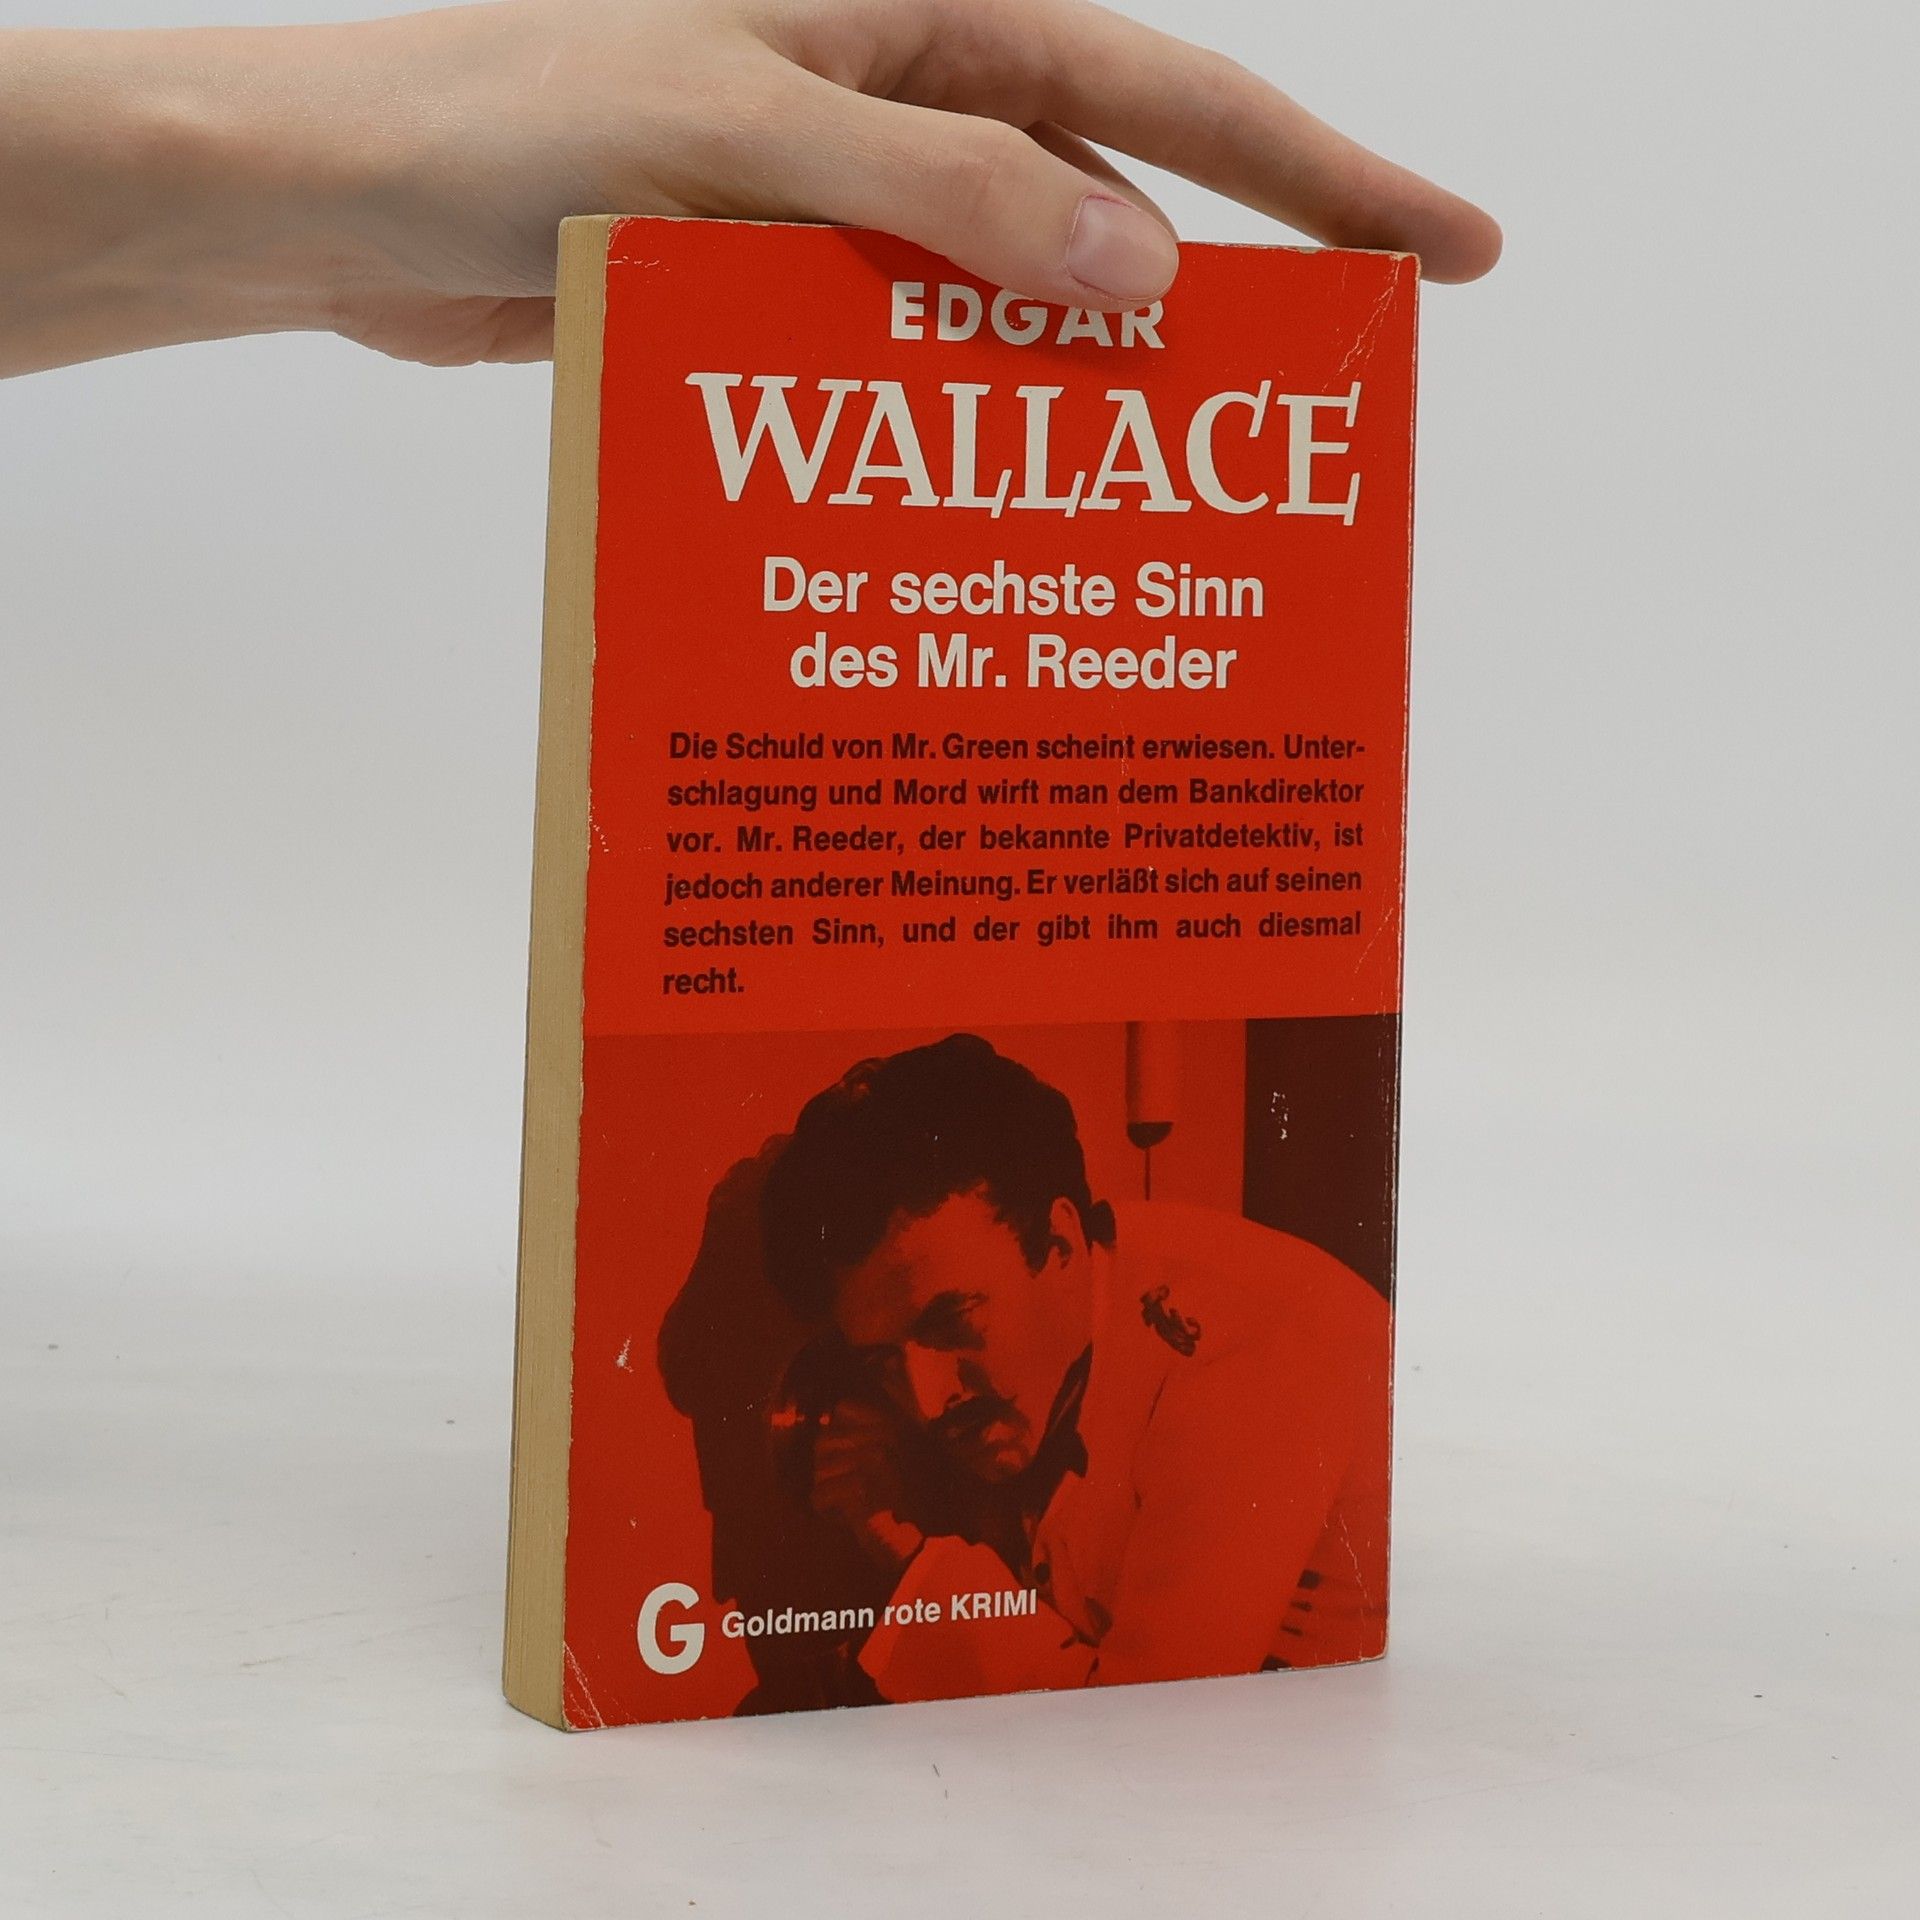 EDGAR
WALLACE
Der sechste Sinn
des Mr. Reeder
Die Schuld von Mr. Green scheint erwiesen. Unter-
schlagung und Mord wirft man dem Bankdirektor
vor. Mr. Reeder, der bekannte Privatdetektiv, ist
jedoch anderer Meinung. Er verläßt sich auf seinen
sechsten Sinn, und der gibt ihm auch diesmal
recht.
G Goldmann rote KRIMI